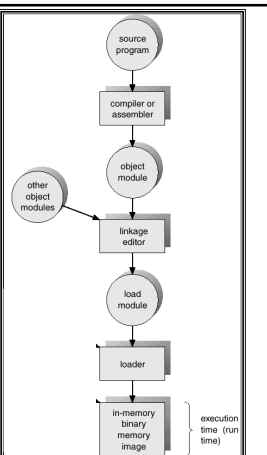 source
program
compiler or
assembler
object
module
other
object
modules
linkage
editor
load
module
loader
in-memory
binary
memory
image
execution
time (run
time)